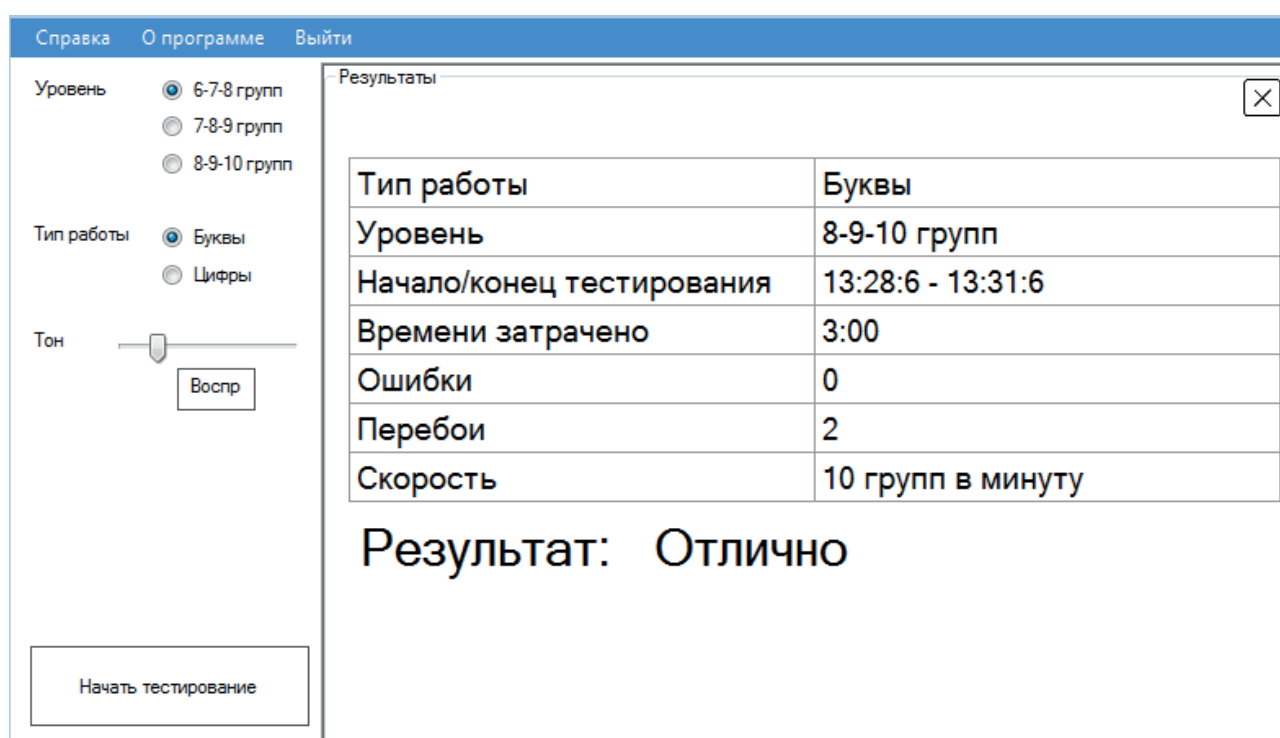 Справка О программе Выйти
Уровень 6-7-8 групп
7-8-9 групп
8-9-10 групп
Тип работы Буквы
Цифры
Тон
Воспр
Начать тестирование
Результаты
Тип работы Буквы
Уровень 8-9-10 групп
Начало/конец тестирования 13:28:6 - 13:31:6
Времени затрачено 3:00
Ошибки 0
Перебои 2
Скорость 10 групп в минуту
Результат: Отлично